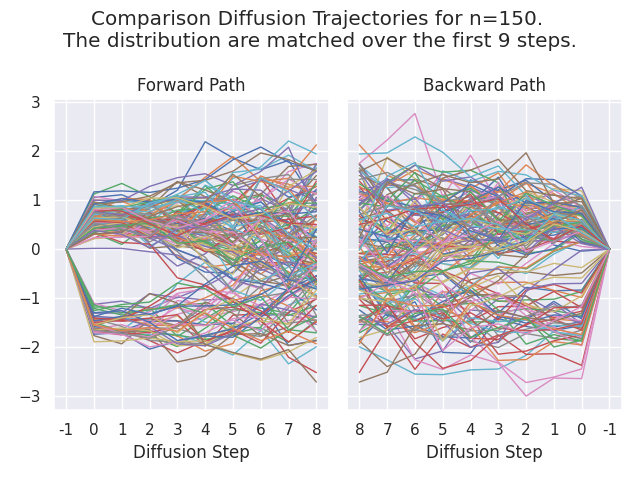 Comparison Diffusion Trajectories for n=150.
The distribution are matched over the first 9 steps.
Forward Path
Backward Path
3
2
1
0
−1
−2
−3
-1 0 1 2 3 4 5 6 7 8
8 7 6 5 4 3 2 1 0 -1
Diffusion Step
Diffusion Step